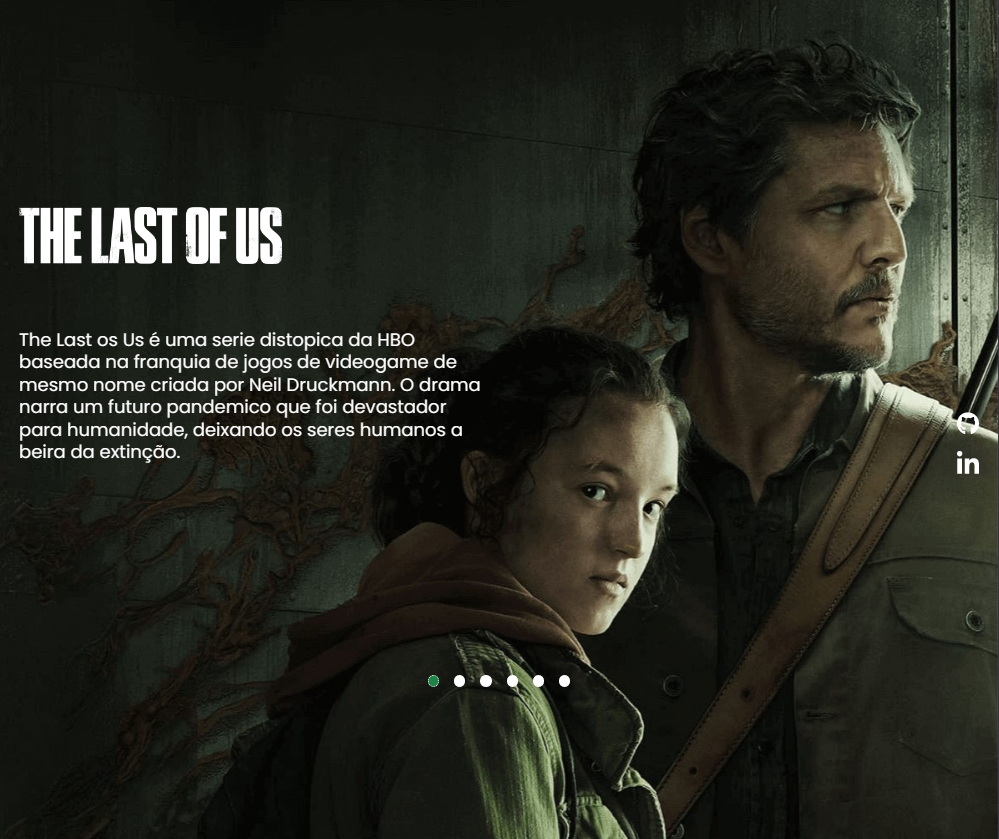 THE LAST OF US
The Last os Us é uma serie distopica da HBO
baseada na franquia de jogos de videogame de
mesmo nome criada por Neil Druckmann. O drama
narra um futuro pandemico que foi devastador
para humanidade, deixando os seres humanos a
beira da extinção.
in